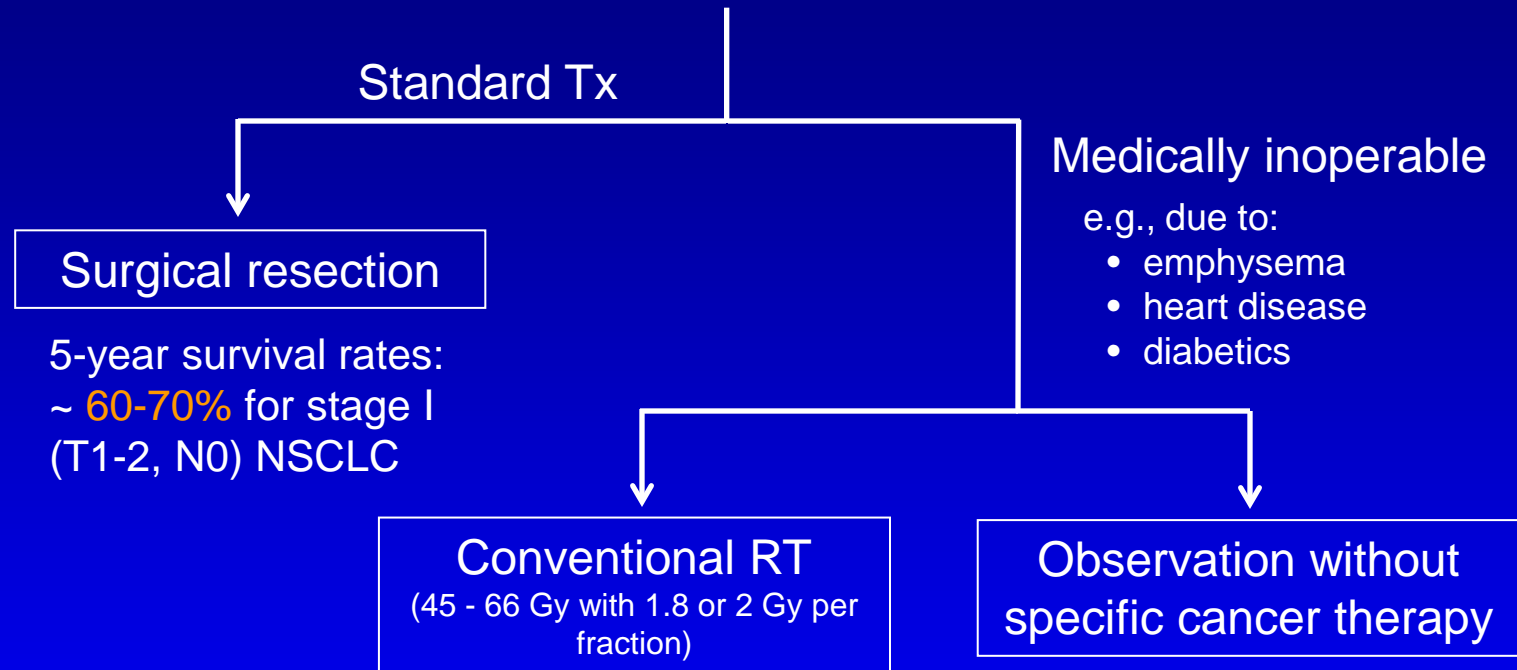 Standard Tx
Medically inoperable
e.g., due to:
• emphysema
• heart disease
• diabetics
Surgical resection
5-year survival rates:
~ 60-70% for stage I
(T1-2, N0) NSCLC
Conventional RT
(45 - 66 Gy with 1.8 or 2 Gy per
fraction)
Observation without
specific cancer therapy